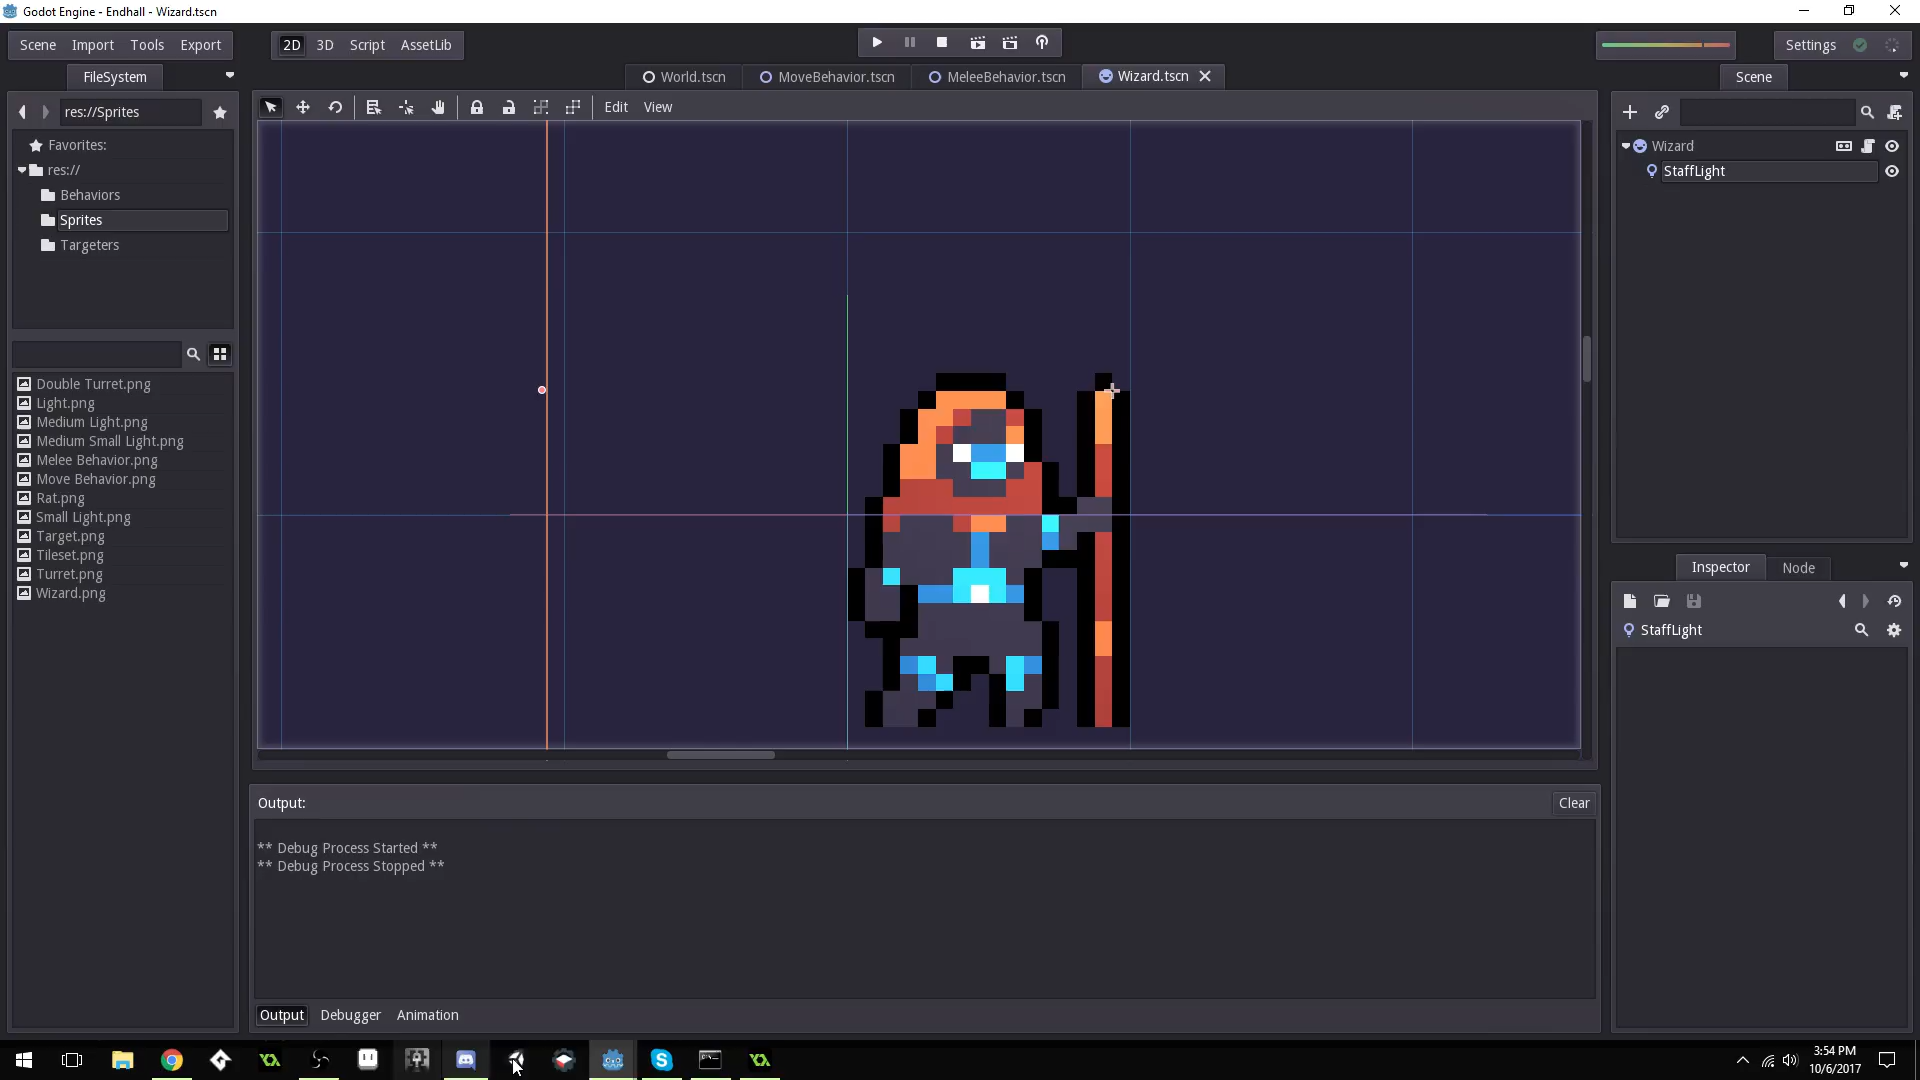 Godot Engine - Endhall - Wizard.tscn
Scene Import Tools Export
2D 3D Script AssetLib
Settings
FileSystem
World.tscn MoveBehavior.tscn MeleeBehavior.tscn Wizard.tscn
Scene
res://Sprites
Edit View
Favorites:
res://
Behaviors
Sprites
Targeters
Wizard
StaffLight
Double Turret.png
Light.png
Medium Light.png
Medium Small Light.png
Melee Behavior.png
Move Behavior.png
Rat.png
Small Light.png
Target.png
Tileset.png
Turret.png
Wizard.png
Inspector Node
StaffLight
Output:
Clear
** Debug Process Started **
** Debug Process Stopped **
Output Debugger Animation
3:54 PM
10/6/2017